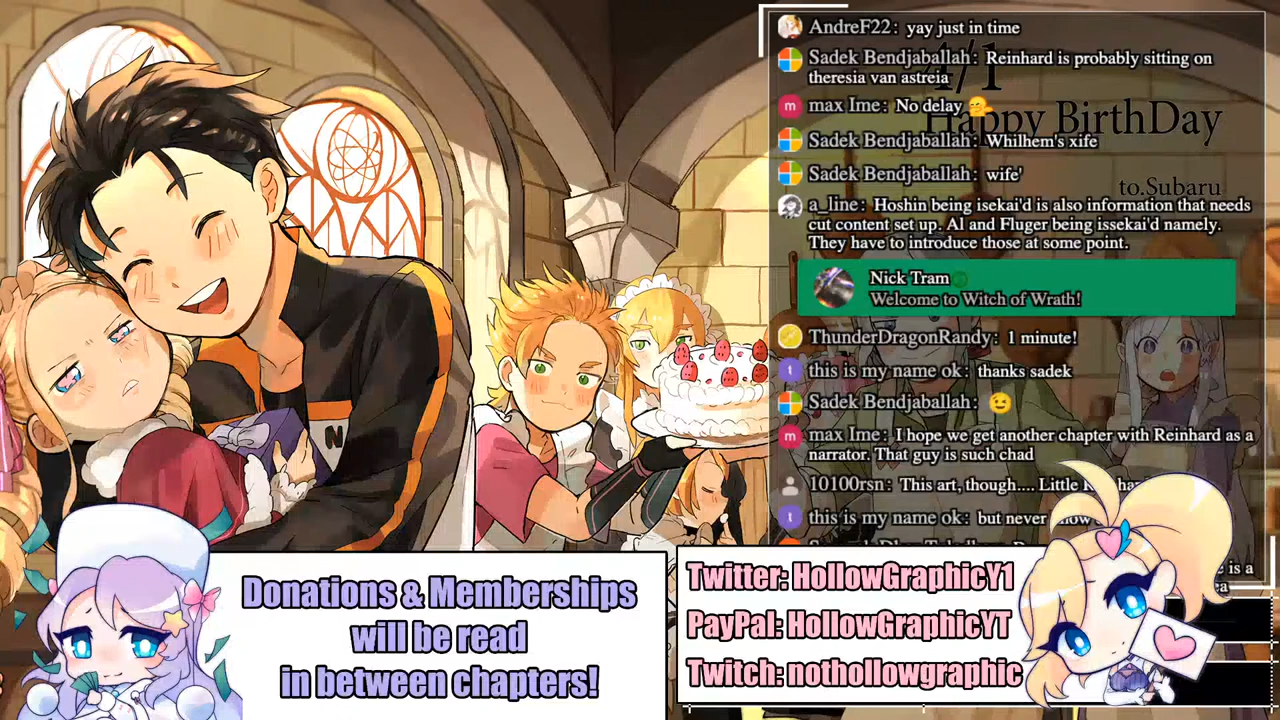 AndreF22: yay just in time
Sadek Bendjaballah: Reinhard is probably sitting on
theresia van astreia
4/1
max Ime: No delay
Happy BirthDay
Sadek Bendjaballah: Whilhem's xife
Sadek Bendjaballah: wife'
to.Subaru
a_line: Hoshin being isekai'd is also information that needs
cut content set up. Al and Fluger being issekai'd namely.
They have to introduce those at some point.
Nick Tram
Welcome to Witch of Wrath!
ThunderDragonRandy: 1 minute!
this is my name ok: thanks sadek
Sadek Bendjaballah:
max Ime: I hope we get another chapter with Reinhard as a
narrator. That guy is such chad
10100rsn: This art, though.... Little
this is my name ok: but never
is a
N
Donations & Memberships
will be read
in between chapters!
Twitter: HollowGraphicY1
PayPal: HollowGraphicYT
Twitch: nothollowgraphic